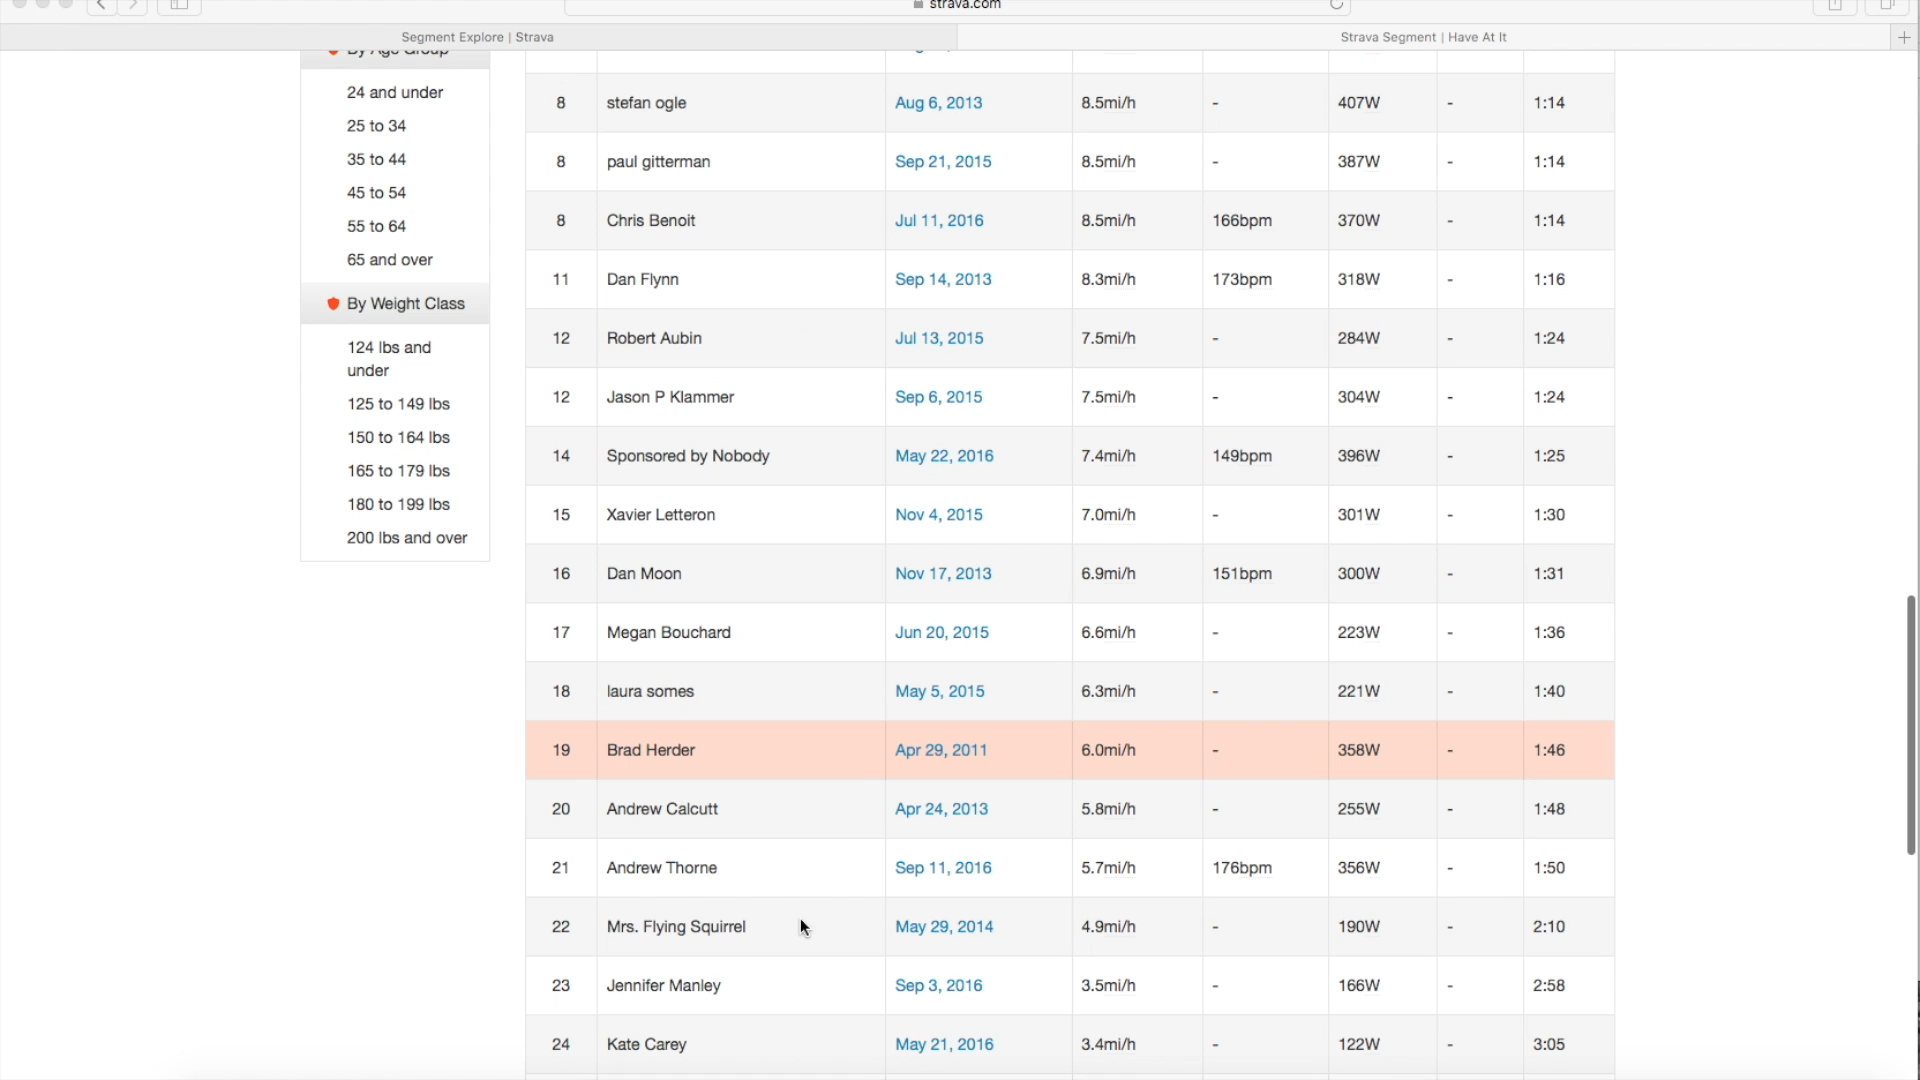 strava.com
Segment Explore | Strava
Strava Segment | Have At It
By Age Group
24 and under
25 to 34
35 to 44
45 to 54
55 to 64
65 and over
By Weight Class
124 lbs and
under
125 to 149 lbs
150 to 164 lbs
165 to 179 lbs
180 to 199 lbs
200 lbs and over
8 stefan ogle Aug 6, 2013 8.5mi/h - 407W - 1:14
8 paul gitterman Sep 21, 2015 8.5mi/h - 387W - 1:14
8 Chris Benoit Jul 11, 2016 8.5mi/h 166bpm 370W - 1:14
11 Dan Flynn Sep 14, 2013 8.3mi/h 173bpm 318W - 1:16
12 Robert Aubin Jul 13, 2015 7.5mi/h - 284W - 1:24
12 Jason P Klammer Sep 6, 2015 7.5mi/h - 304W - 1:24
14 Sponsored by Nobody May 22, 2016 7.4mi/h 149bpm 396W - 1:25
15 Xavier Letteron Nov 4, 2015 7.0mi/h - 301W - 1:30
16 Dan Moon Nov 17, 2013 6.9mi/h 151bpm 300W - 1:31
17 Megan Bouchard Jun 20, 2015 6.6mi/h - 223W - 1:36
18 laura somes May 5, 2015 6.3mi/h - 221W - 1:40
19 Brad Herder Apr 29, 2011 6.0mi/h - 358W - 1:46
20 Andrew Calcutt Apr 24, 2013 5.8mi/h - 255W - 1:48
21 Andrew Thorne Sep 11, 2016 5.7mi/h 176bpm 356W - 1:50
22 Mrs. Flying Squirrel May 29, 2014 4.9mi/h - 190W - 2:10
23 Jennifer Manley Sep 3, 2016 3.5mi/h - 166W - 2:58
24 Kate Carey May 21, 2016 3.4mi/h - 122W - 3:05